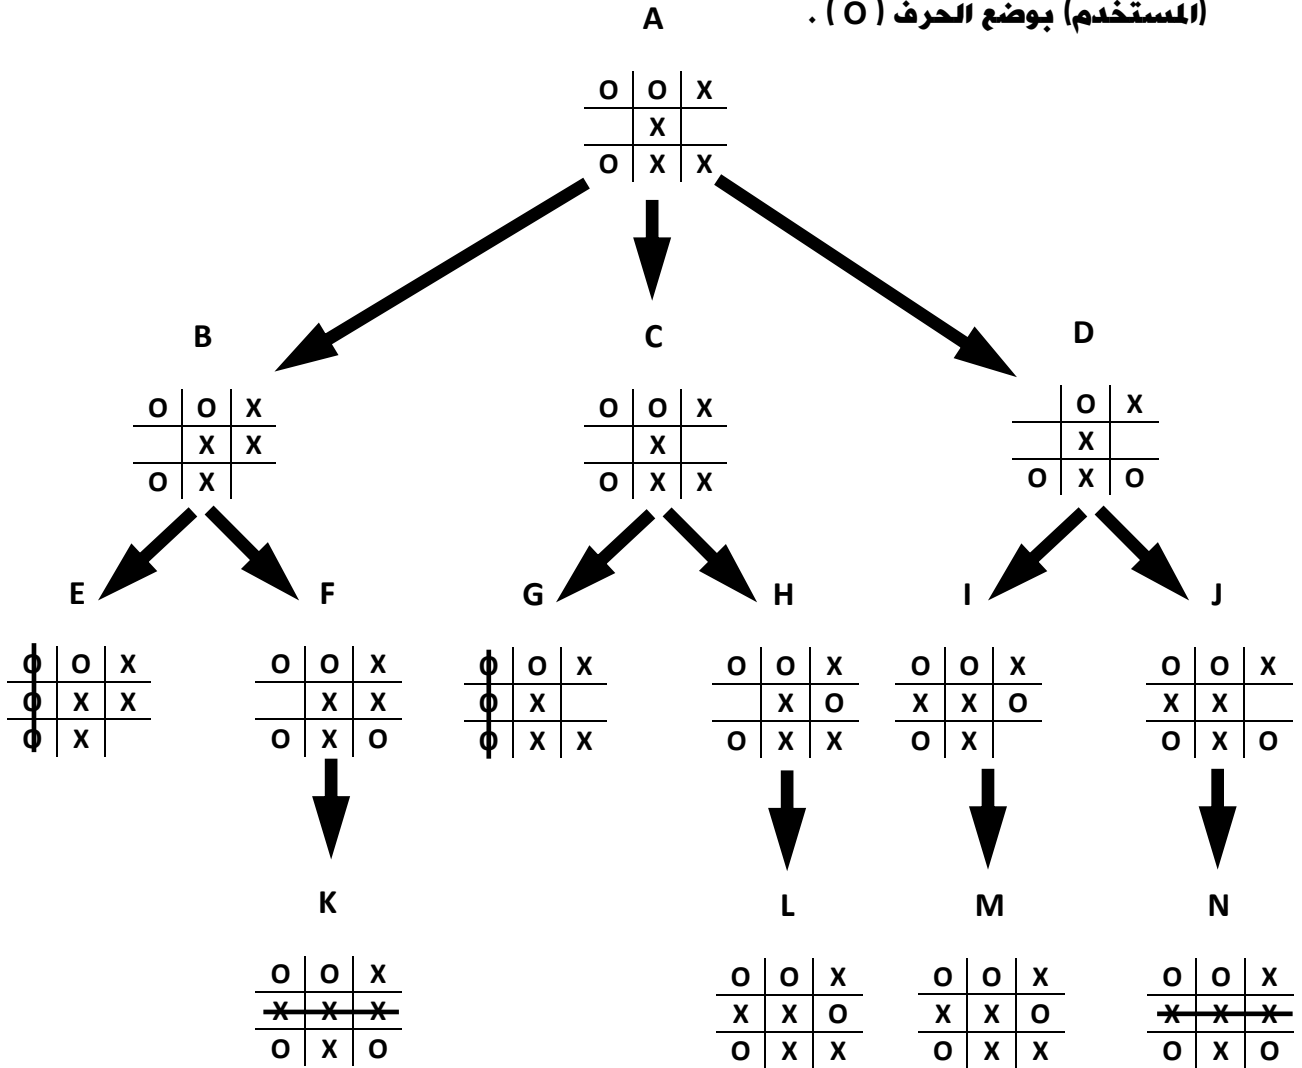 (المستخدم) بوضع الحرف ( O ) .
A
O O X
X
O X X
B C D
O O X
X X
O X
O O X
X
O X X
O X
X
O X O
E F G H I J
O O X
O X X
O X
O O X
X X
O X O
O O X
O X
O X X
O O X
X O
O X X
O O X
X X O
O X
O O X
X X
O X O
K L M N
O O X
X X X
O X O
O O X
X X O
O X X
O O X
X X O
O X X
O O X
X X X
O X O